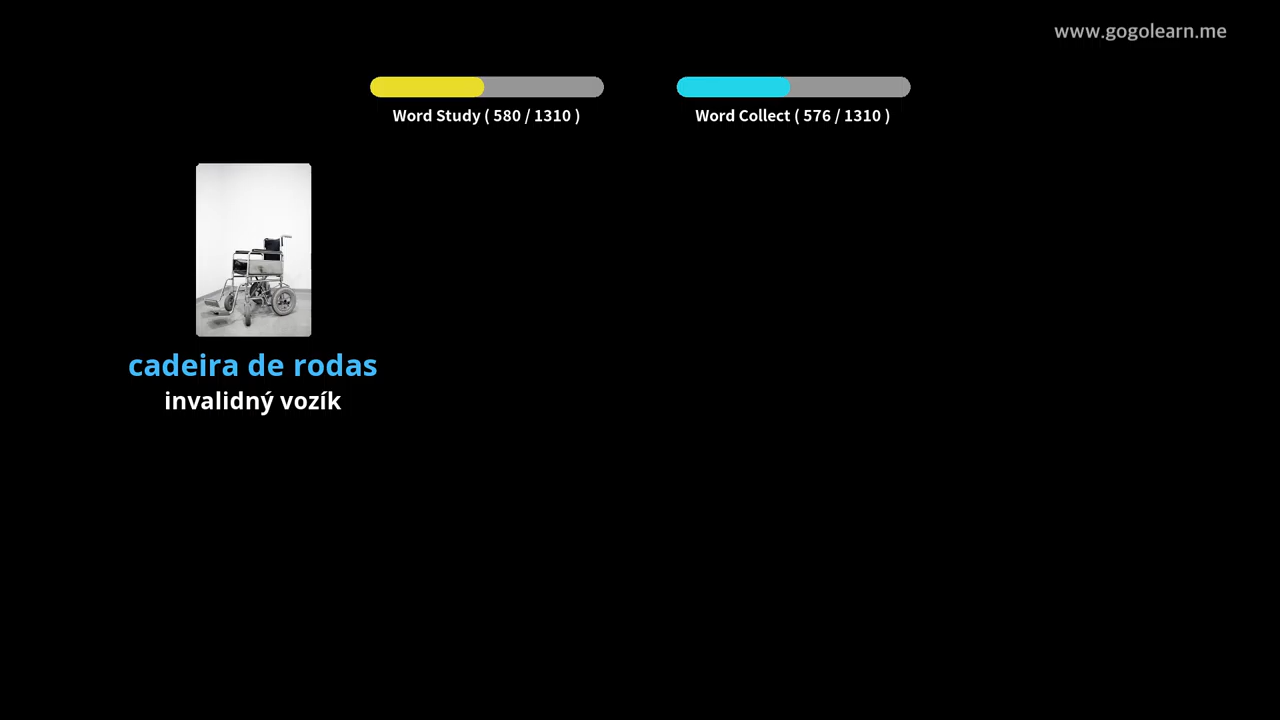 www.gogolearn.me
Word Study ( 580 / 1310 )
Word Collect ( 576 / 1310 )
cadeira de rodas
invalidný vozík